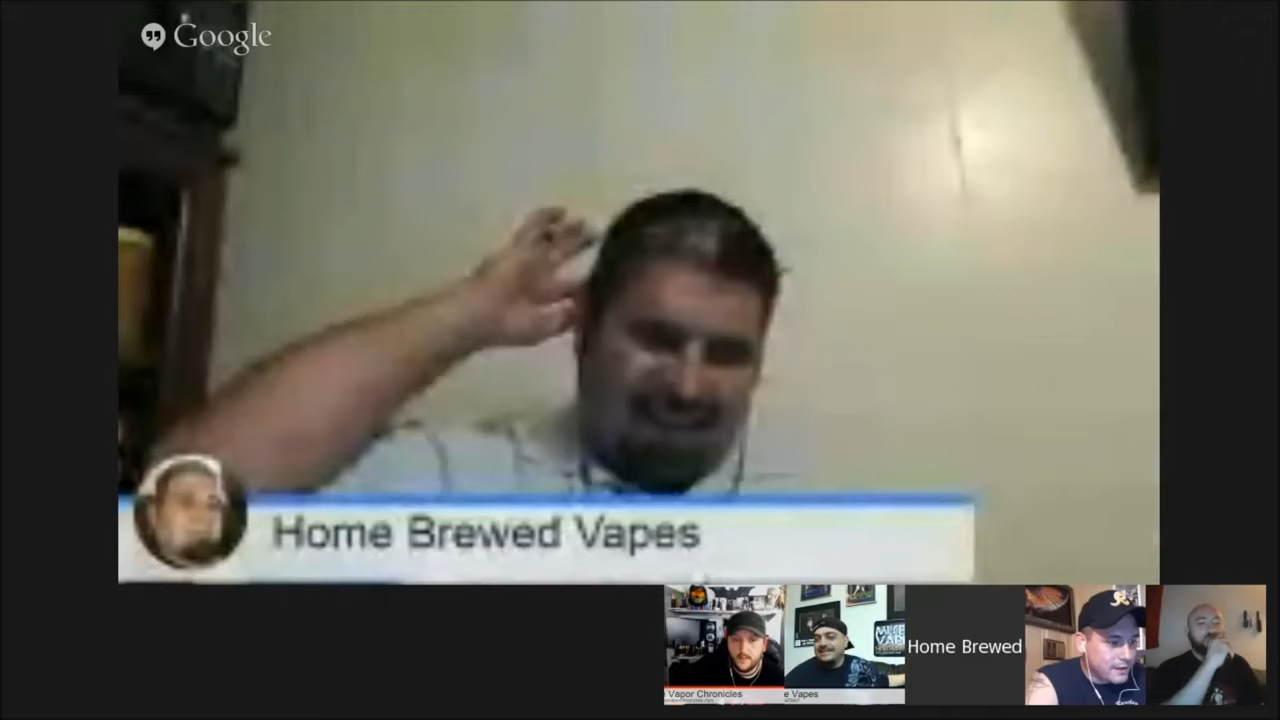 Google
Home Brewed Vapes
Home Brewed
Vapor Chronicles
e Vapes